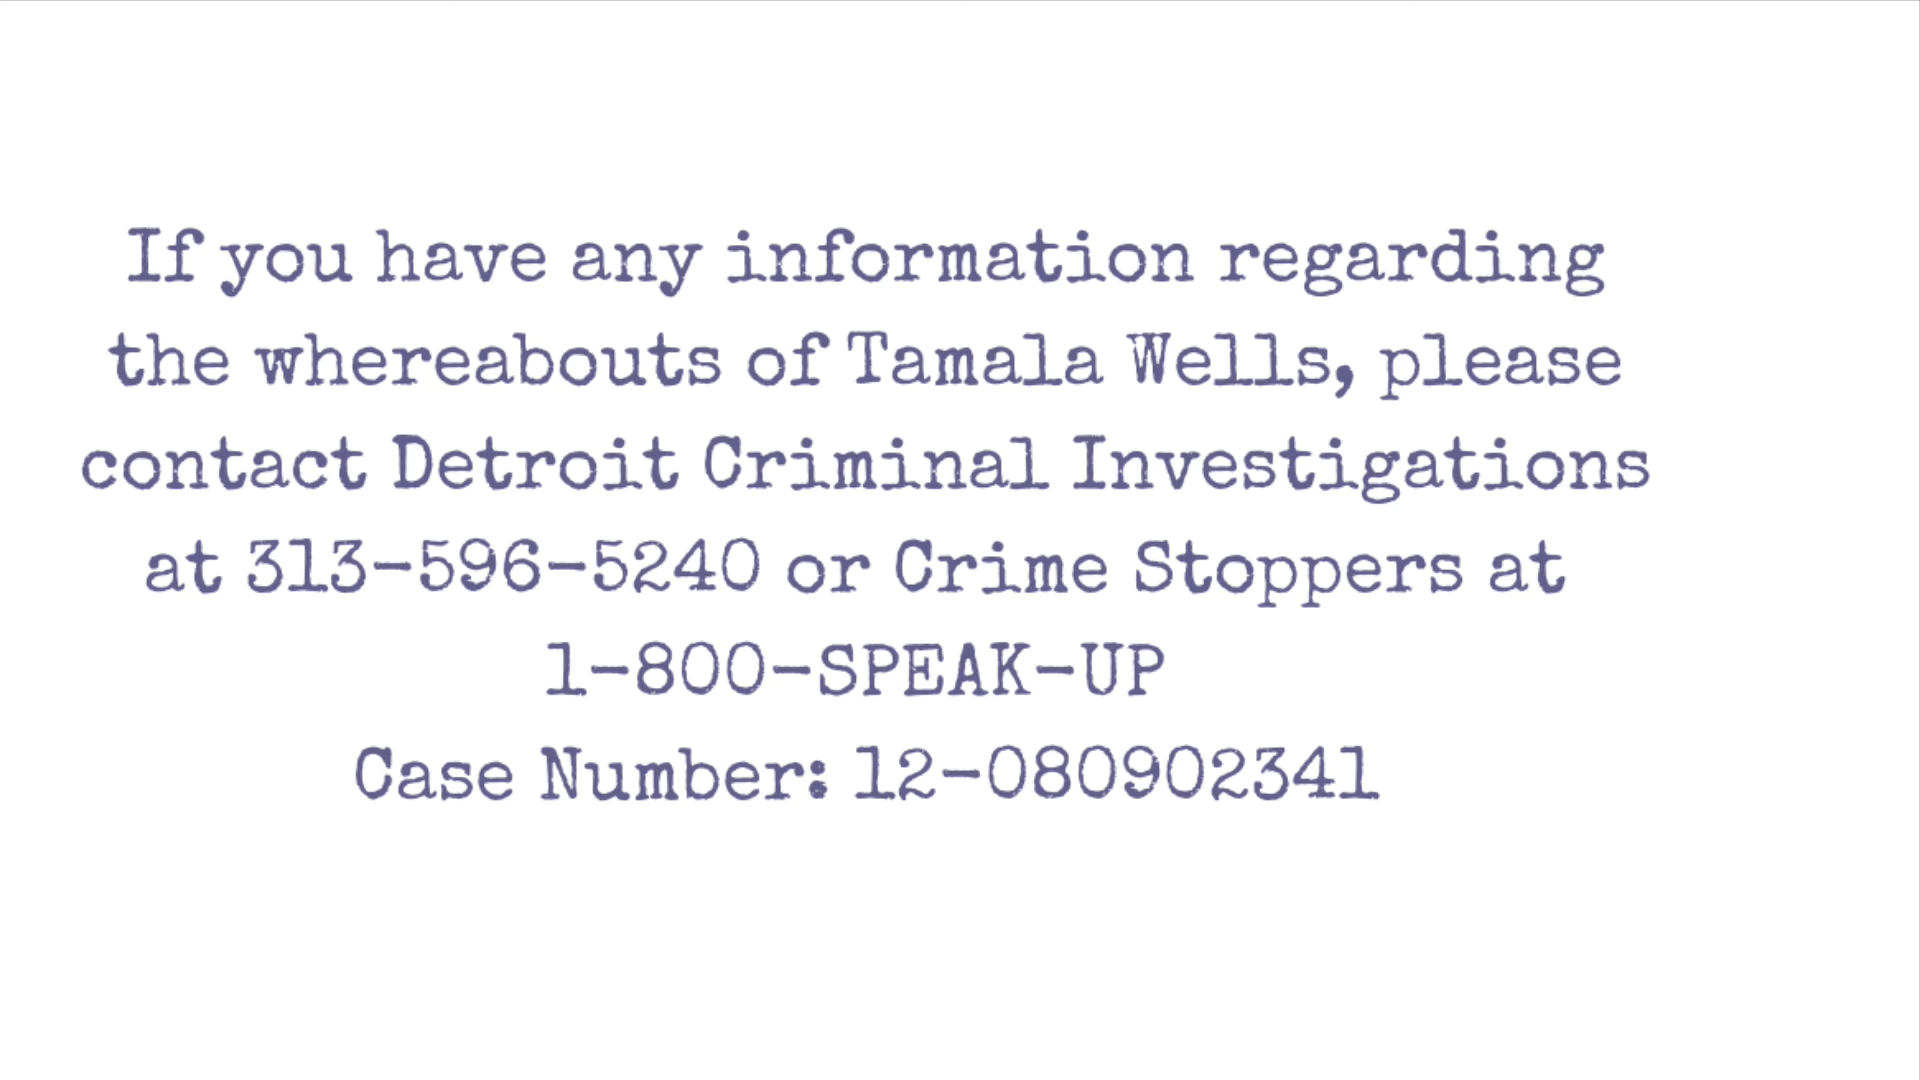 If you have any information regarding
the whereabouts of Tamala Wells, please
contact Detroit Criminal Investigations
at 313-596-5240 or Crime Stoppers at
1-800-SPEAK-UP
Case Number: 12-080902341